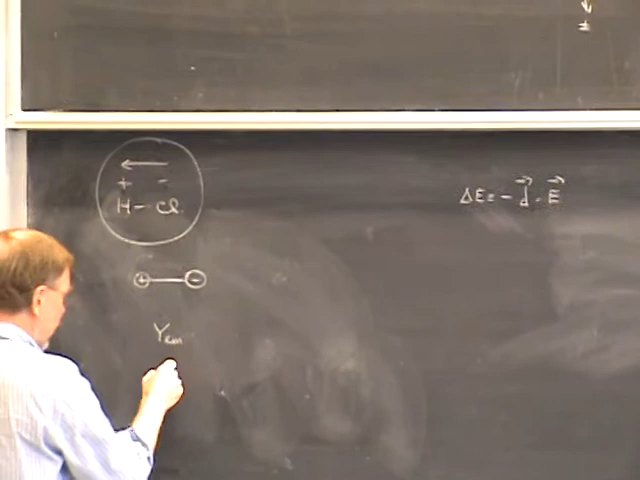 + -
H - Cl
ΔE = - d⃗ . E⃗
+ -
Y